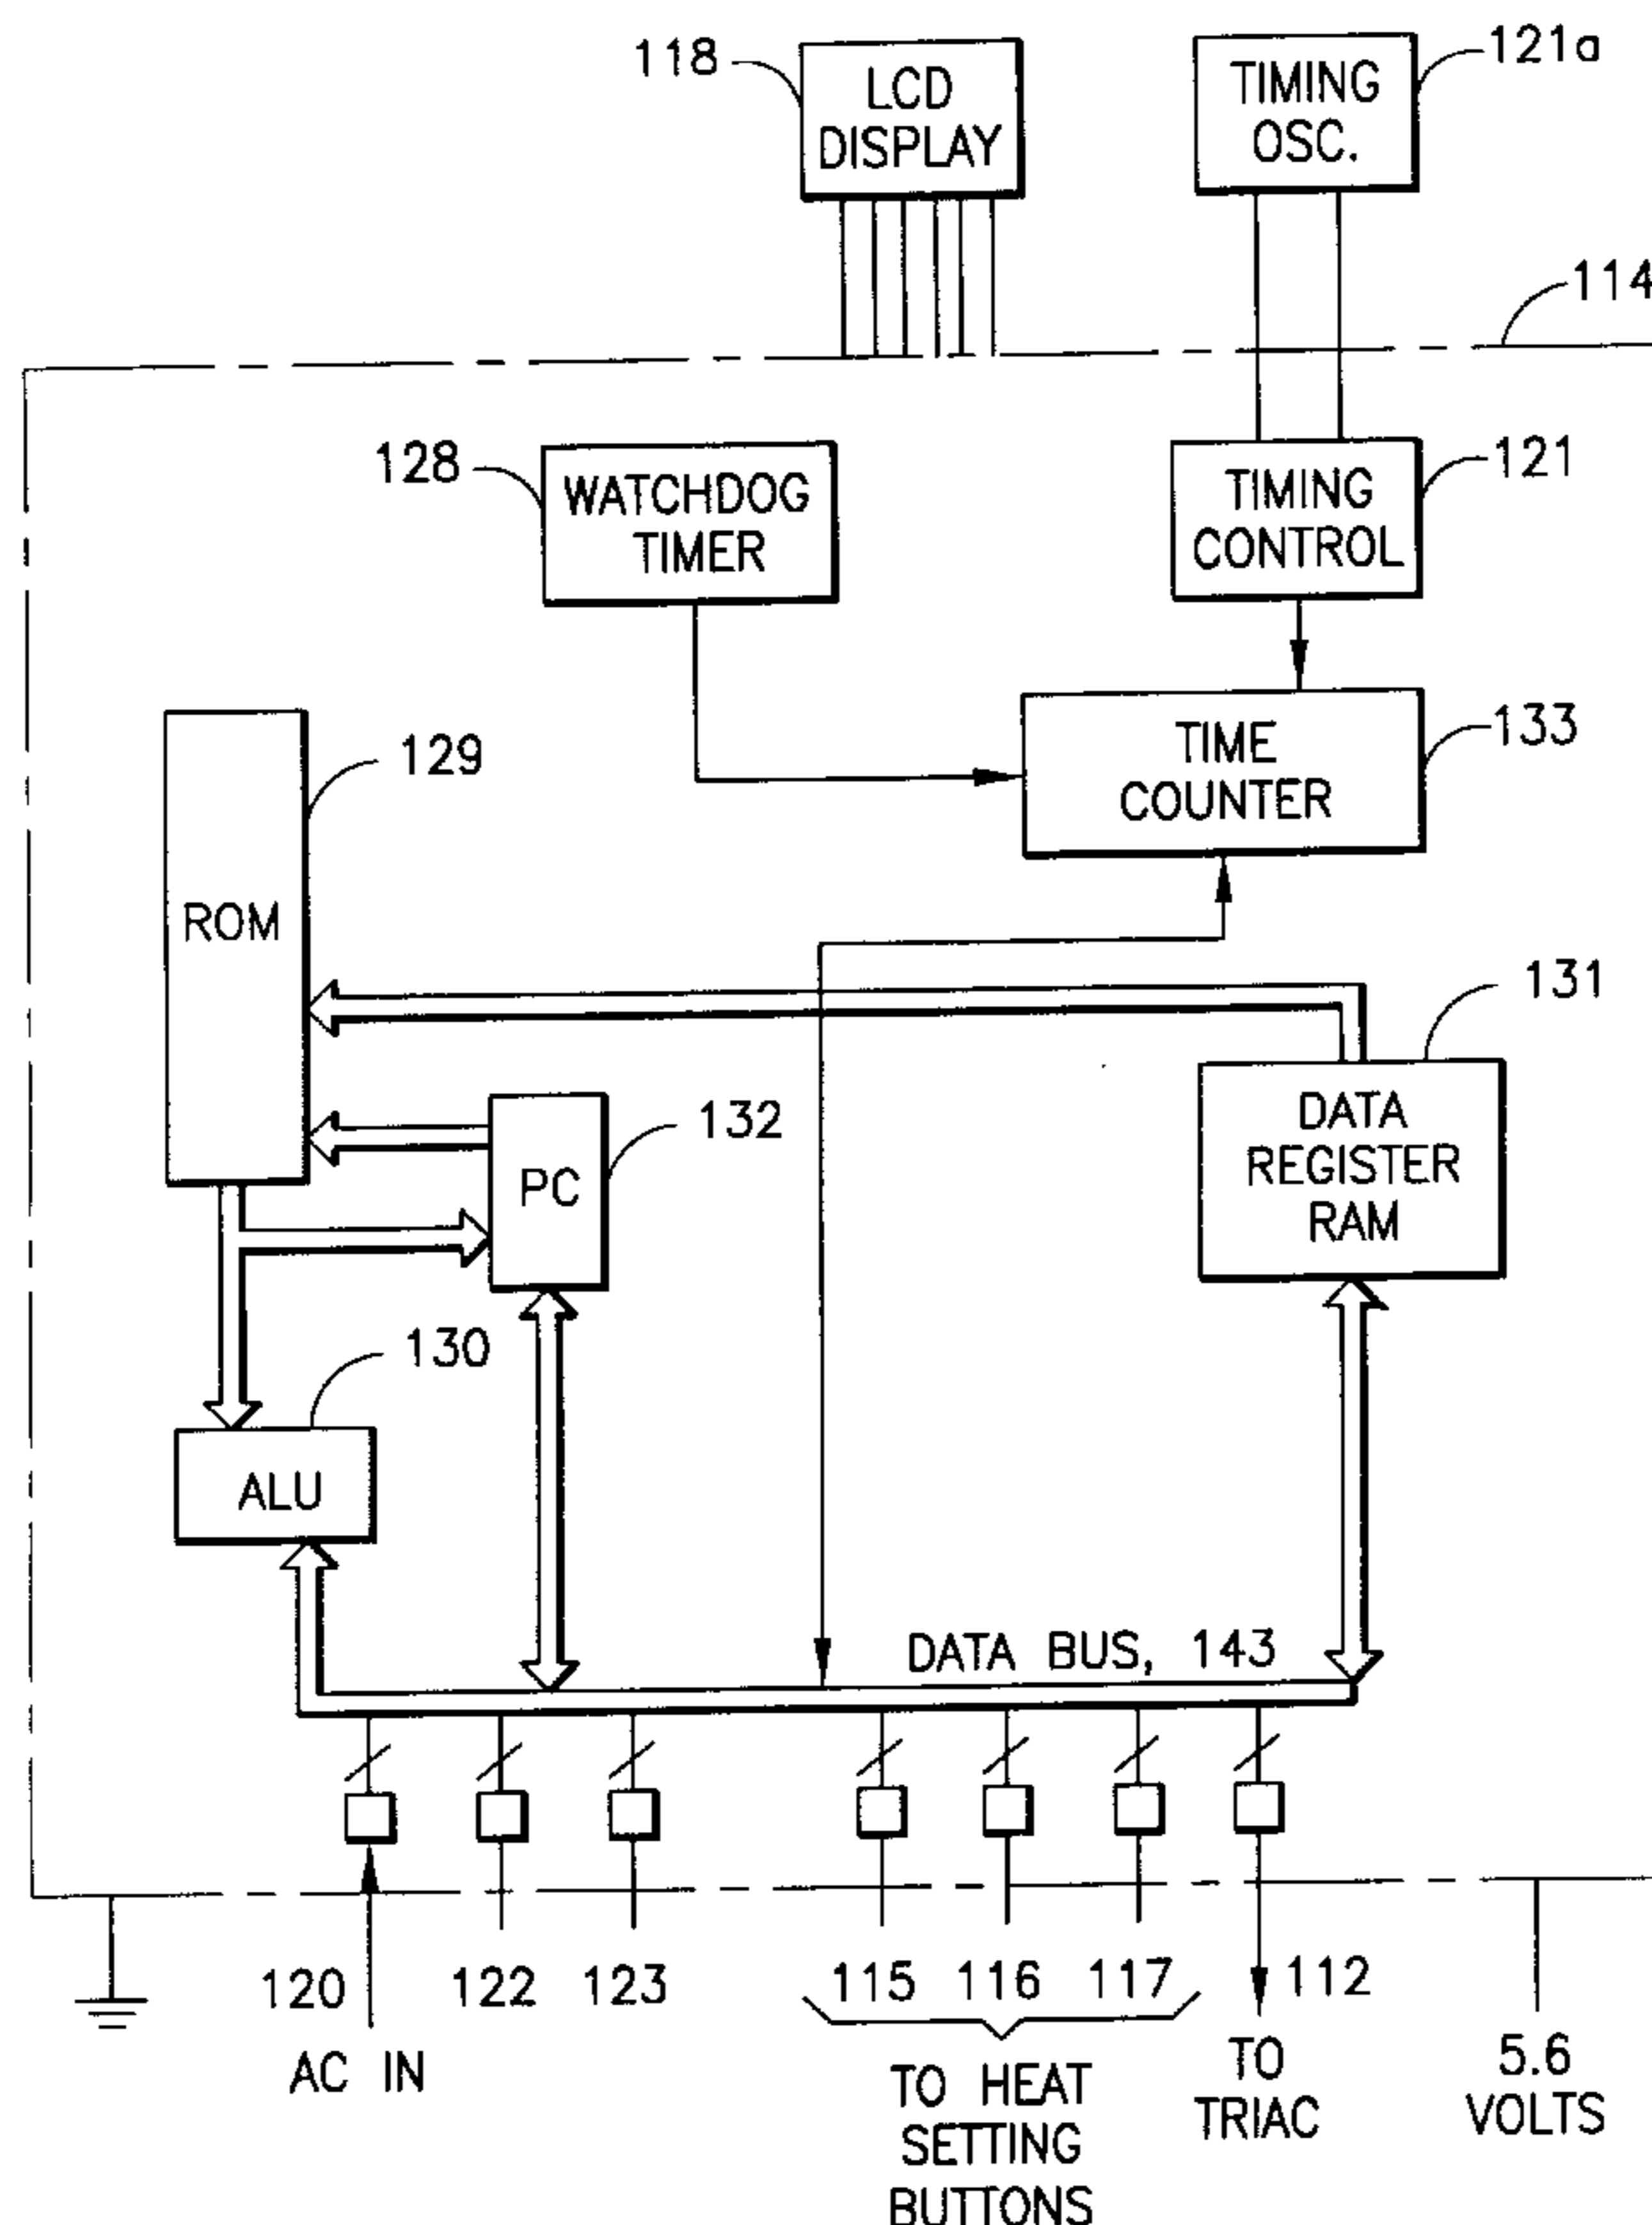 118
LCD
DISPLAY
TIMING
OSC.
121a
114
128
WATCHDOG
TIMER
TIMING
CONTROL
121
129
TIME
COUNTER
133
ROM
131
132
PC
DATA
REGISTER
RAM
130
ALU
DATA BUS, 143
120
122
123
115
116
117
112
AC IN
TO HEAT
SETTING
BUTTONS
TO
TRIAC
5.6
VOLTS